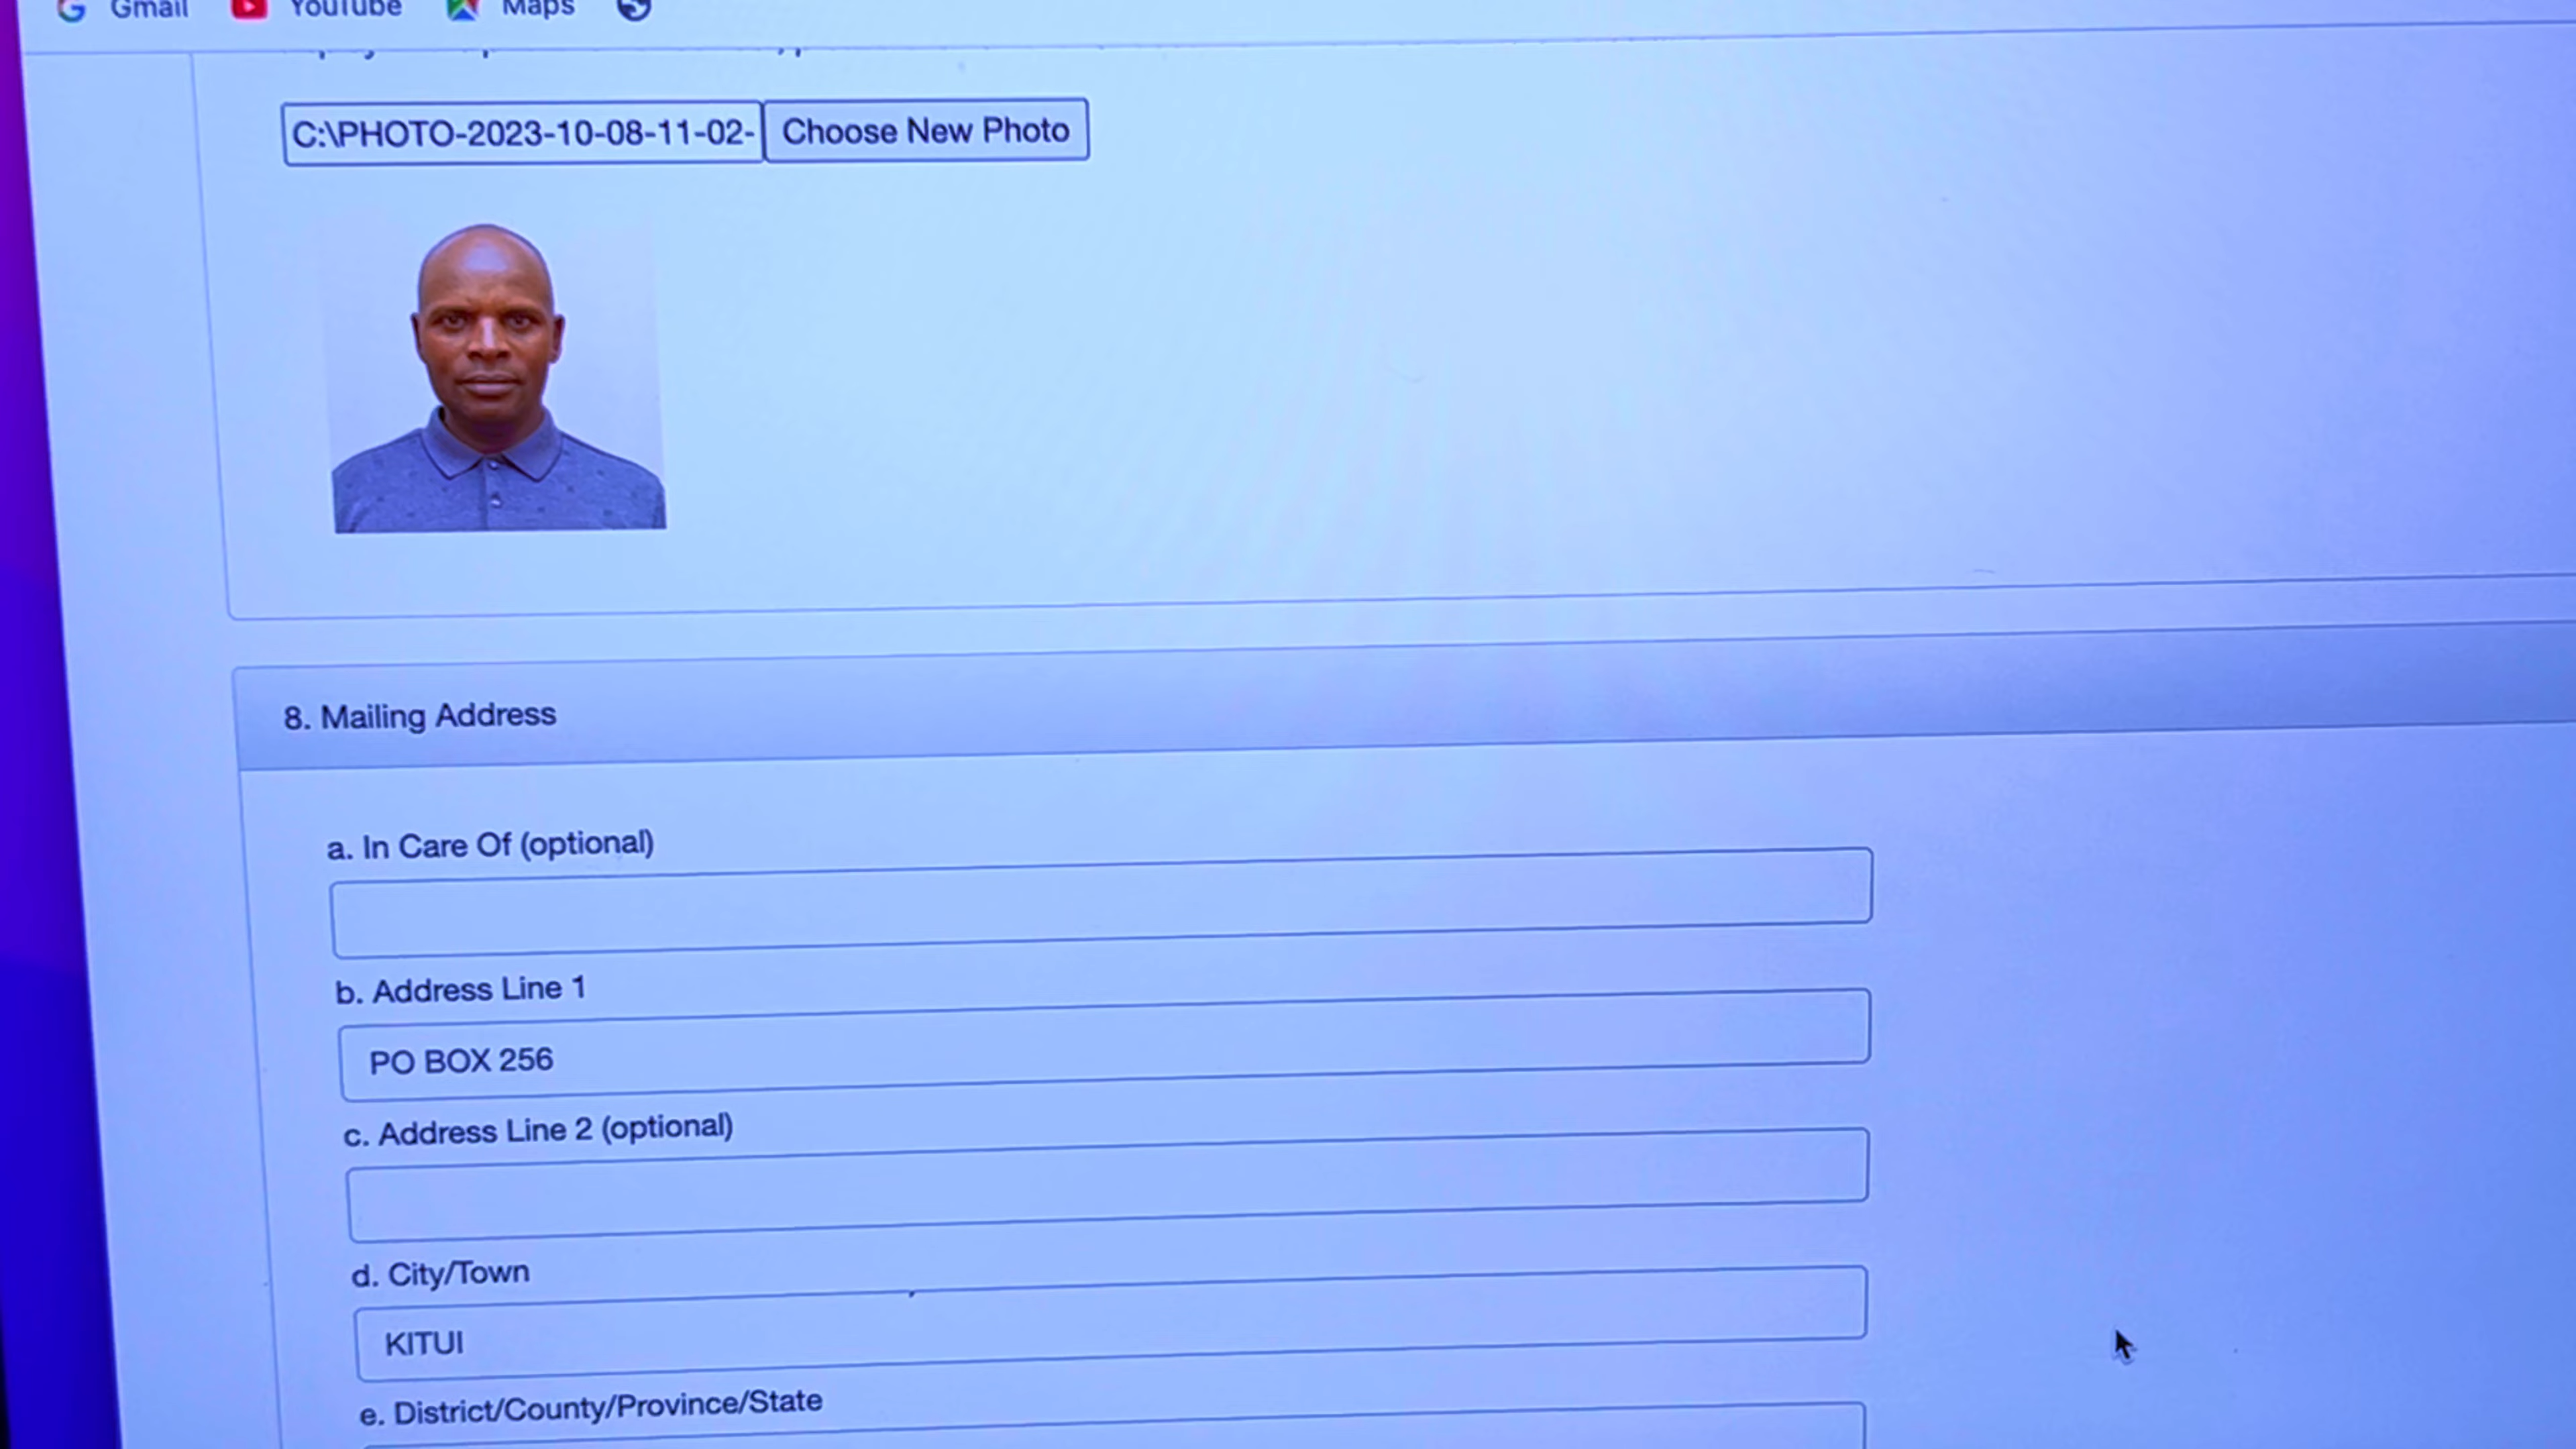 Gmail YouTube Maps
C:\PHOTO-2023-10-08-11-02- Choose New Photo
8. Mailing Address
a. In Care Of (optional)
b. Address Line 1
PO BOX 256
c. Address Line 2 (optional)
d. City/Town
KITUI
e. District/County/Province/State